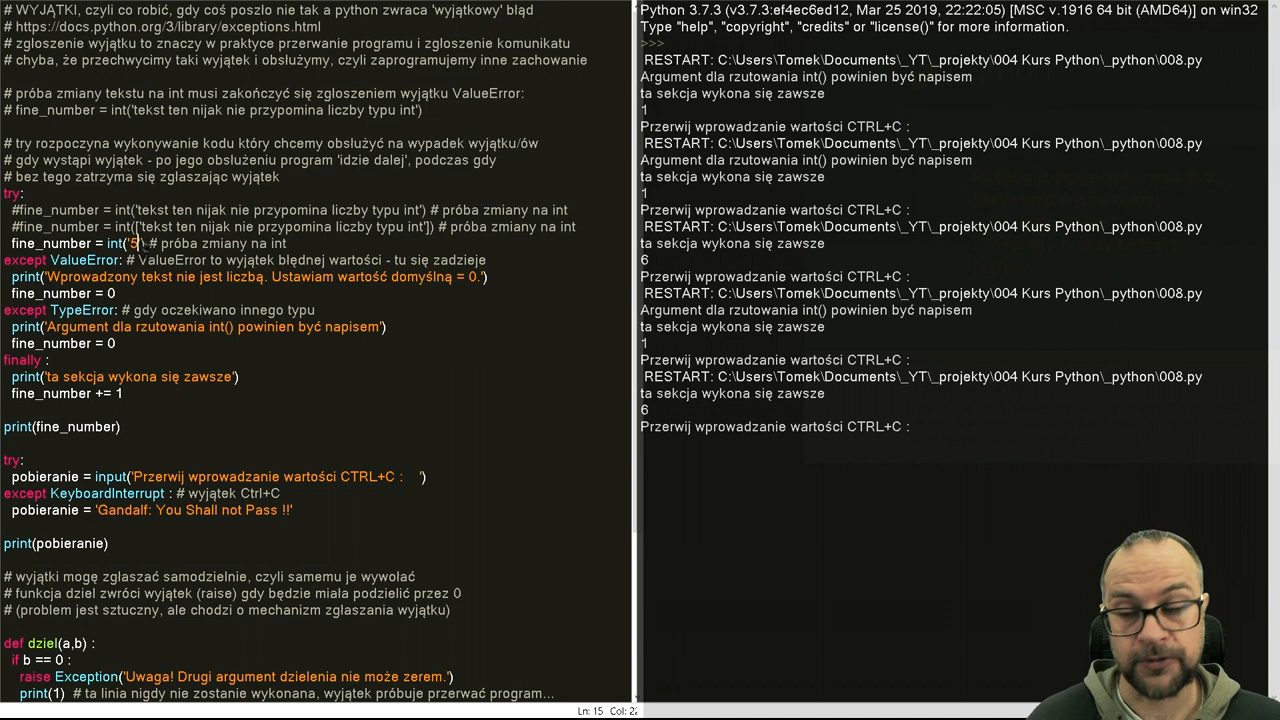 # WYJĄTKI, czyli co robić, gdy coś poszło nie tak a python zwraca 'wyjątkowy' błąd
# https://docs.python.org/3/library/exceptions.html
# zgłoszenie wyjątku to znaczy w praktyce przerwanie programu i zgłoszenie komunikatu
# chyba, że przechwycimy taki wyjątek i obsłużymy, czyli zaprogramujemy inne zachowanie
# próba zmiany tekstu na int musi zakończyć się zgłoszeniem wyjątku ValueError:
# fine_number = int('tekst ten nijak nie przypomina liczby typu int')
# try rozpoczyna wykonywanie kodu który chcemy obsłużyć na wypadek wyjątku/ów
# gdy wystąpi wyjątek - po jego obsłużeniu program 'idzie dalej', podczas gdy
# bez tego zatrzyma się zgłaszając wyjątek
try:
#fine_number = int('tekst ten nijak nie przypomina liczby typu int') # próba zmiany na int
#fine_number = int(['tekst ten nijak nie przypomina liczby typu int']) # próba zmiany na int
fine_number = int('5') # próba zmiany na int
except ValueError: # ValueError to wyjątek błędnej wartości - tu się zadzieje
print('Wprowadzony tekst nie jest liczbą. Ustawiam wartość domyślną = 0.')
fine_number = 0
except TypeError: # gdy oczekiwano innego typu
print('Argument dla rzutowania int() powinien być napisem')
fine_number = 0
finally :
print('ta sekcja wykona się zawsze')
fine_number += 1
print(fine_number)
try:
pobieranie = input('Przerwij wprowadzanie wartości CTRL+C :    ')
except KeyboardInterrupt : # wyjątek Ctrl+C
pobieranie = 'Gandalf: You Shall not Pass !!'
print(pobieranie)
# wyjątki mogę zgłaszać samodzielnie, czyli samemu je wywołać
# funkcja dziel zwróci wyjątek (raise) gdy będzie miała podzielić przez 0
# (problem jest sztuczny, ale chodzi o mechanizm zgłaszania wyjątku)
def dziel(a,b) :
if b == 0 :
raise Exception('Uwaga! Drugi argument dzielenia nie może zerem.')
print(1)  # ta linia nigdy nie zostanie wykonana, wyjątek próbuje przerwać program...
Ln: 15 Col: 22
Python 3.7.3 (v3.7.3:ef4ec6ed12, Mar 25 2019, 22:22:05) [MSC v.1916 64 bit (AMD64)] on win32
Type "help", "copyright", "credits" or "license()" for more information.
>>>
RESTART: C:\Users\Tomek\Documents\_YT\_projekty\004 Kurs Python\_python\008.py
Argument dla rzutowania int() powinien być napisem
ta sekcja wykona się zawsze
1
Przerwij wprowadzanie wartości CTRL+C :
RESTART: C:\Users\Tomek\Documents\_YT\_projekty\004 Kurs Python\_python\008.py
Argument dla rzutowania int() powinien być napisem
ta sekcja wykona się zawsze
1
Przerwij wprowadzanie wartości CTRL+C :
RESTART: C:\Users\Tomek\Documents\_YT\_projekty\004 Kurs Python\_python\008.py
ta sekcja wykona się zawsze
6
Przerwij wprowadzanie wartości CTRL+C :
RESTART: C:\Users\Tomek\Documents\_YT\_projekty\004 Kurs Python\_python\008.py
Argument dla rzutowania int() powinien być napisem
ta sekcja wykona się zawsze
1
Przerwij wprowadzanie wartości CTRL+C :
RESTART: C:\Users\Tomek\Documents\_YT\_projekty\004 Kurs Python\_python\008.py
ta sekcja wykona się zawsze
6
Przerwij wprowadzanie wartości CTRL+C :